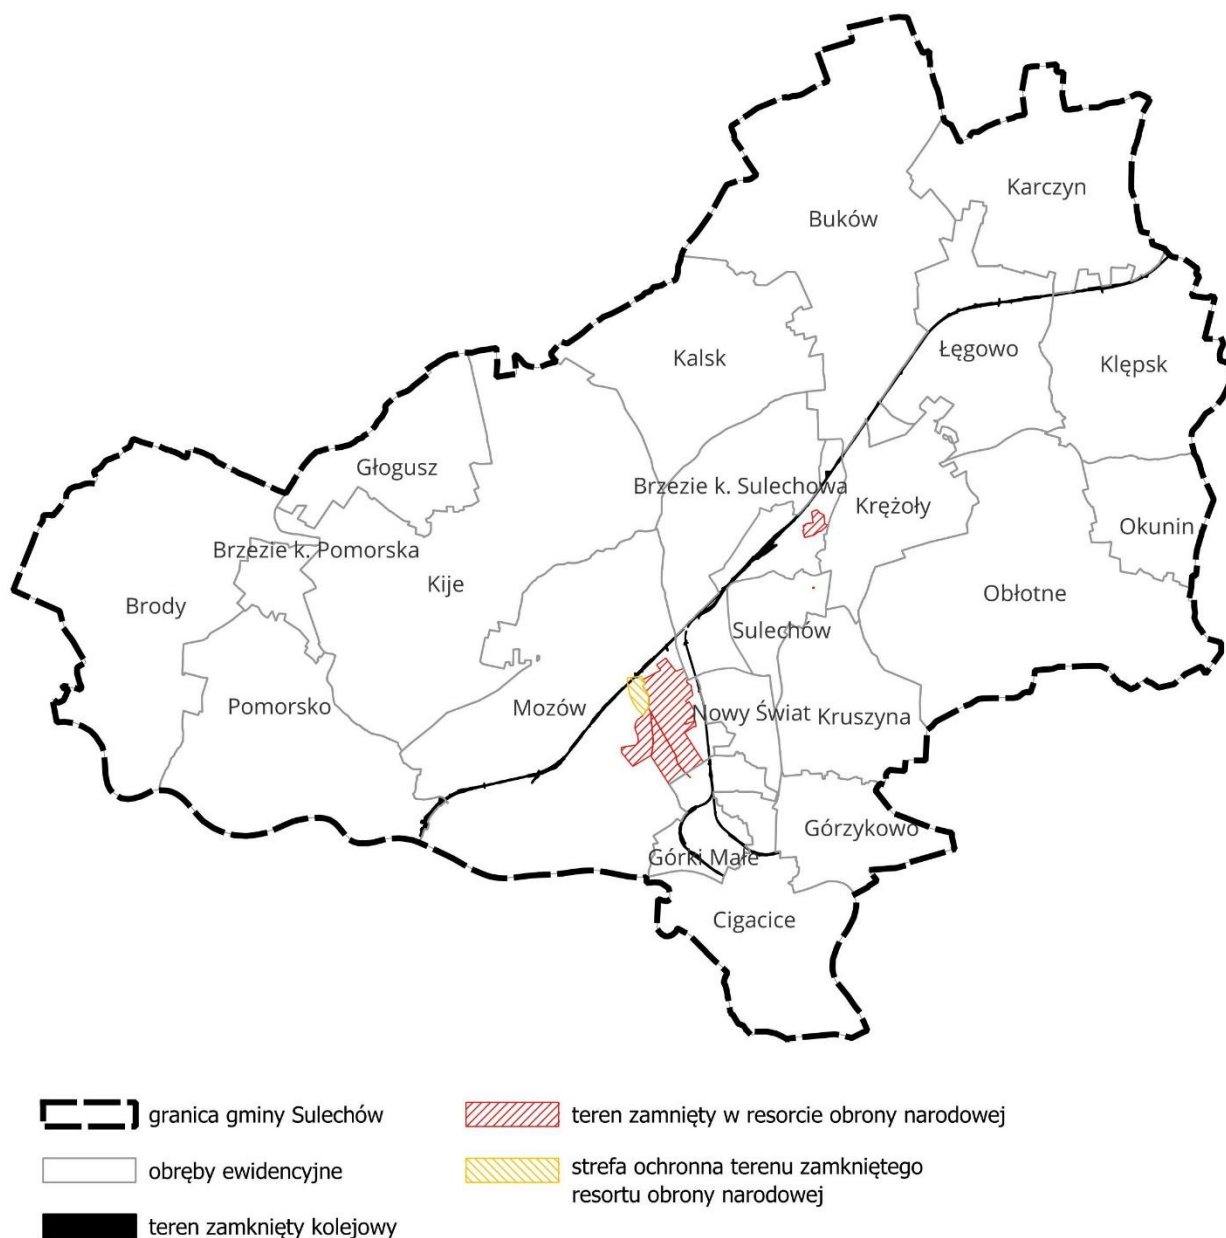 Karczyn
Buków
Łęgowo
Kalsk
Klępsk
Głogusz
Brzezie k. Sulechowa
Krężoły
Okunin
Brzezie k. Pomorska
Kije
Obłotne
Brody
Sulechów
Pomorsko
Mozów
Nowy Świat
Kruszyna
Górzykowo
Górki Małe
Cigacice
granica gminy Sulechów
obręby ewidencyjne
teren zamknięty kolejowy
teren zamnięty w resorcie obrony narodowej
strefa ochronna terenu zamkniętego
resortu obrony narodowej